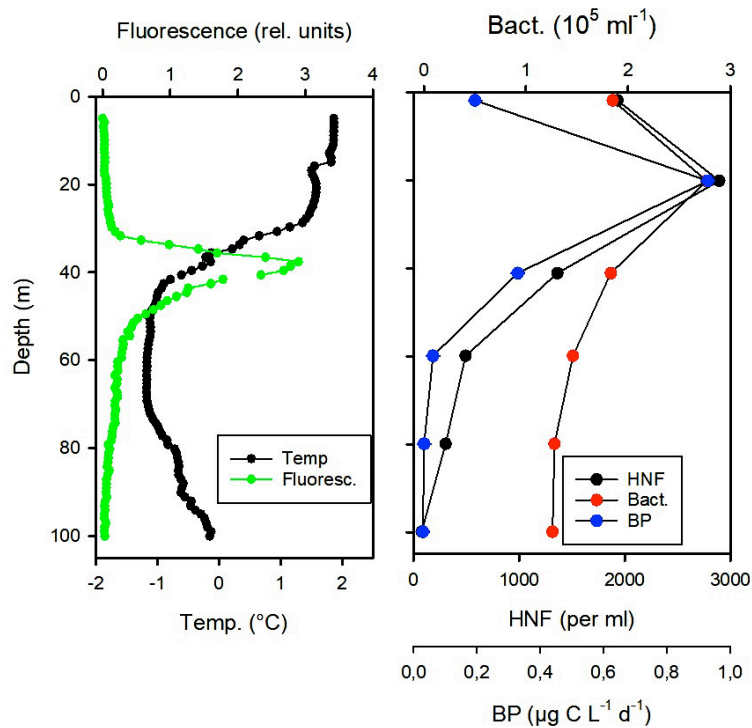 Fluorescence (rel. units)
0 1 2 3 4
Depth (m)
0
20
40
60
80
100
Temp
Fluoresc.
-2 -1 0 1 2
Temp. (°C)
Bact. (10⁵ ml⁻¹)
0 1 2 3
HNF
Bact.
BP
0 1000 2000 3000
HNF (per ml)
0,0 0,2 0,4 0,6 0,8 1,0
BP (µg C L⁻¹ d⁻¹)